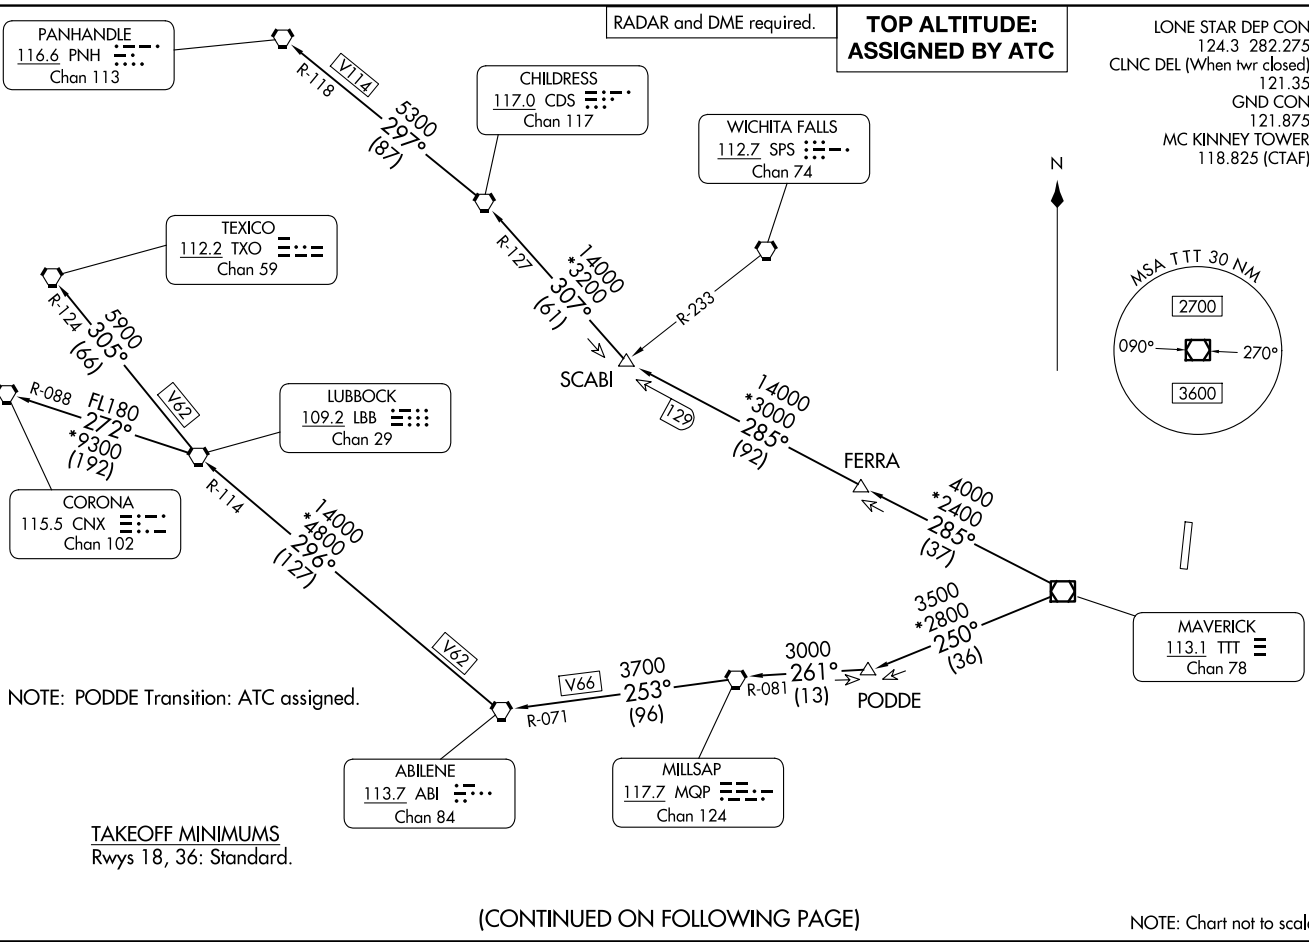 RADAR and DME required.
TOP ALTITUDE:
ASSIGNED BY ATC
LONE STAR DEP CON
124.3 282.275
CLNC DEL (When twr closed)
121.35
GND CON
121.875
MC KINNEY TOWER
118.825 (CTAF)
PANHANDLE
116.6 PNH
Chan 113
R-118
V114
5300
297°
(87)
CHILDRESS
117.0 CDS
Chan 117
WICHITA FALLS
112.7 SPS
Chan 74
N
MSA TTT 30 NM
2700
090°
270°
3600
TEXICO
112.2 TXO
Chan 59
R-124
5900
305°
(66)
V62
R-127
14000
*3200
307°
(61)
R-233
SCABI
129
14000
*3000
285°
(92)
FERRA
4000
*2400
285°
(37)
R-088
FL180
272°
*9300
(192)
LUBBOCK
109.2 LBB
Chan 29
CORONA
115.5 CNX
Chan 102
R-114
14000
*4800
296°
(127)
V62
3500
*2800
250°
(36)
MAVERICK
113.1 TTT
Chan 78
PODDE
3000
261°
(13)
R-081
V66
3700
253°
(96)
R-071
NOTE: PODDE Transition: ATC assigned.
ABILENE
113.7 ABI
Chan 84
MILLSAP
117.7 MQP
Chan 124
TAKEOFF MINIMUMS
Rwys 18, 36: Standard.
(CONTINUED ON FOLLOWING PAGE)
NOTE: Chart not to scale